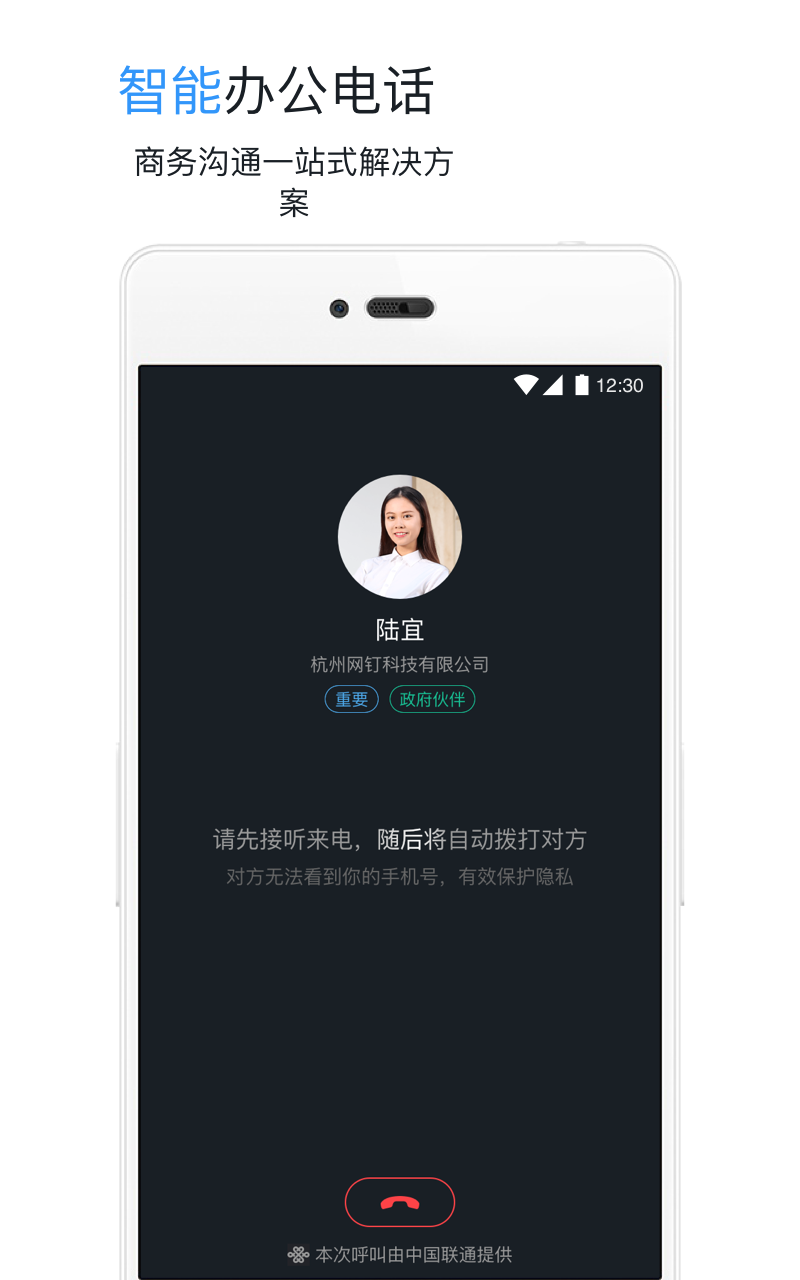 智能办公电话
商务沟通一站式解决方
案
12:30
陆宜
杭州网钉科技有限公司
重要 政府伙伴
请先接听来电，随后将自动拨打对方
对方无法看到你的手机号，有效保护隐私
本次呼叫由中国联通提供